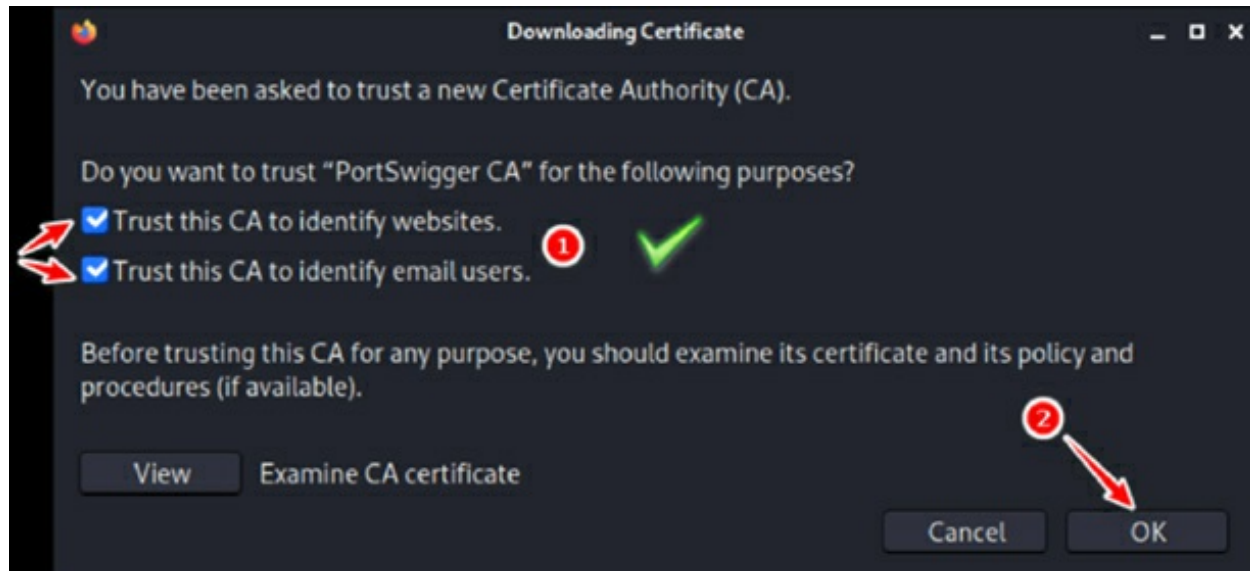 Downloading Certificate
You have been asked to trust a new Certificate Authority (CA).
Do you want to trust “PortSwigger CA” for the following purposes?
Trust this CA to identify websites.
1
Trust this CA to identify email users.
Before trusting this CA for any purpose, you should examine its certificate and its policy and
procedures (if available).
2
View Examine CA certificate
Cancel OK